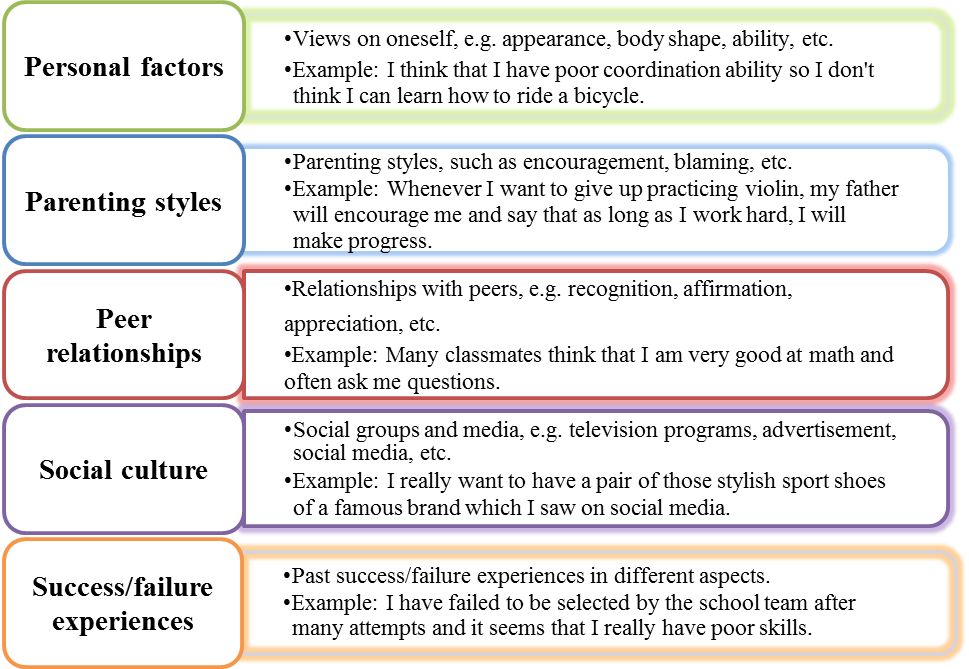 Personal factors
•Views on oneself, e.g. appearance, body shape, ability, etc.
•Example: I think that I have poor coordination ability so I don't
think I can learn how to ride a bicycle.
Parenting styles
•Parenting styles, such as encouragement, blaming, etc.
•Example: Whenever I want to give up practicing violin, my father
will encourage me and say that as long as I work hard, I will
make progress.
Peer
relationships
•Relationships with peers, e.g. recognition, affirmation,
appreciation, etc.
•Example: Many classmates think that I am very good at math and
often ask me questions.
Social culture
•Social groups and media, e.g. television programs, advertisement,
social media, etc.
•Example: I really want to have a pair of those stylish sport shoes
of a famous brand which I saw on social media.
Success/failure
experiences
•Past success/failure experiences in different aspects.
•Example: I have failed to be selected by the school team after
many attempts and it seems that I really have poor skills.